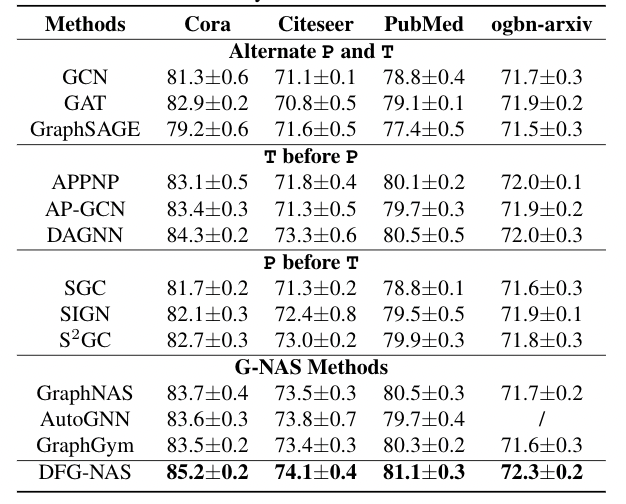 Methods Cora Citeseer PubMed ogbn-arxiv
Alternate P and T
GCN 81.3±0.6 71.1±0.1 78.8±0.4 71.7±0.3
GAT 82.9±0.2 70.8±0.5 79.1±0.1 71.9±0.2
GraphSAGE 79.2±0.6 71.6±0.5 77.4±0.5 71.5±0.3
T before P
APPNP 83.1±0.5 71.8±0.4 80.1±0.2 72.0±0.1
AP-GCN 83.4±0.3 71.3±0.5 79.7±0.3 71.9±0.2
DAGNN 84.3±0.2 73.3±0.6 80.5±0.5 72.0±0.3
P before T
SGC 81.7±0.2 71.3±0.2 78.8±0.1 71.6±0.3
SIGN 82.1±0.3 72.4±0.8 79.5±0.5 71.9±0.1
S²GC 82.7±0.3 73.0±0.2 79.9±0.3 71.8±0.3
G-NAS Methods
GraphNAS 83.7±0.4 73.5±0.3 80.5±0.3 71.7±0.2
AutoGNN 83.6±0.3 73.8±0.7 79.7±0.4 /
GraphGym 83.5±0.2 73.4±0.3 80.3±0.2 71.6±0.3
DFG-NAS 85.2±0.2 74.1±0.4 81.1±0.3 72.3±0.2